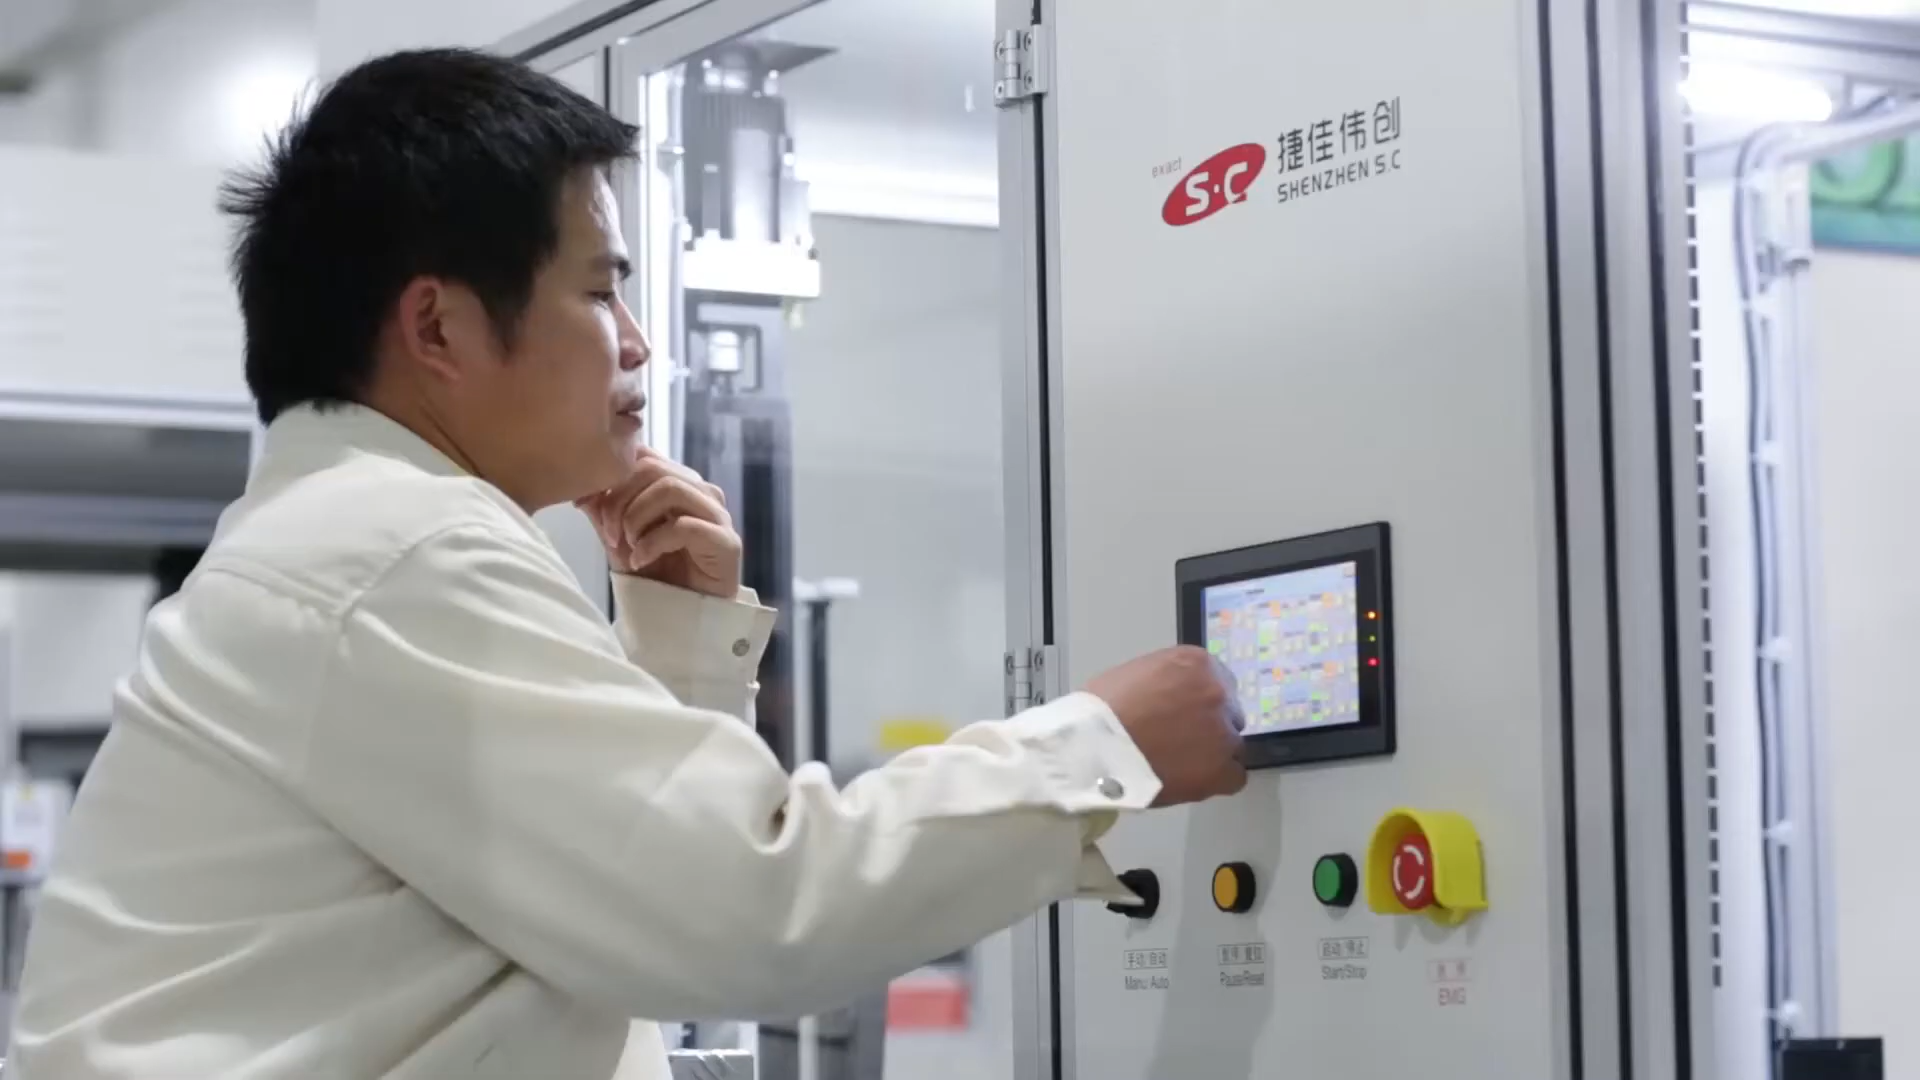 exact
S·C
捷佳伟创
SHENZHEN S.C
手动 自动
Manu Auto
暂停 复位
Pause/Reset
启动 停止
Start/Stop
急 停
EMG